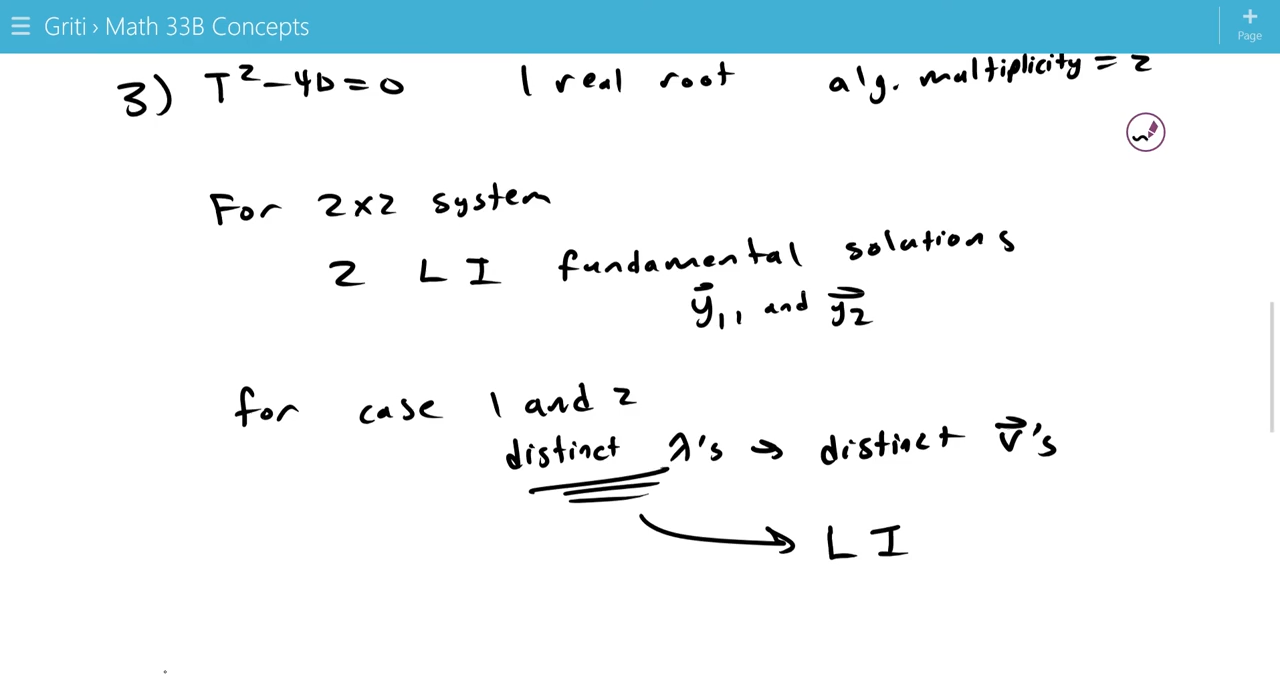 Griti › Math 33B Concepts
Page
3) T²-4D=0 1 real root alg. multiplicity = 2
For 2x2 system
2 LI fundamental solutions
y⃗₁, and y⃗₂
for case 1 and 2
distinct λ's → distinct v⃗'s
LI